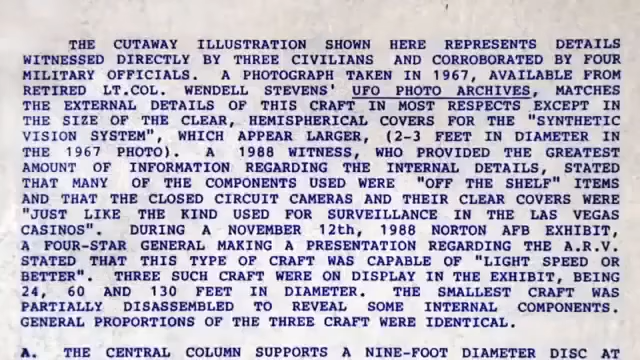 THE CUTAWAY ILLUSTRATION SHOWN HERE REPRESENTS DETAILS
WITNESSED DIRECTLY BY THREE CIVILIANS AND CORROBORATED BY FOUR
MILITARY OFFICIALS. A PHOTOGRAPH TAKEN IN 1967, AVAILABLE FROM
RETIRED LT.COL. WENDELL STEVENS' UFO PHOTO ARCHIVES, MATCHES
THE EXTERNAL DETAILS OF THIS CRAFT IN MOST RESPECTS EXCEPT IN
THE SIZE OF THE CLEAR, HEMISPHERICAL COVERS FOR THE "SYNTHETIC
VISION SYSTEM", WHICH APPEAR LARGER, (2-3 FEET IN DIAMETER IN
THE 1967 PHOTO). A 1988 WITNESS, WHO PROVIDED THE GREATEST
AMOUNT OF INFORMATION REGARDING THE INTERNAL DETAILS, STATED
THAT MANY OF THE COMPONENTS USED WERE "OFF THE SHELF" ITEMS
AND THAT THE CLOSED CIRCUIT CAMERAS AND THEIR CLEAR COVERS WERE
"JUST LIKE THE KIND USED FOR SURVEILLANCE IN THE LAS VEGAS
CASINOS". DURING A NOVEMBER 12th, 1988 NORTON AFB EXHIBIT,
A FOUR-STAR GENERAL MAKING A PRESENTATION REGARDING THE A.R.V.
STATED THAT THIS TYPE OF CRAFT WAS CAPABLE OF "LIGHT SPEED OR
BETTER". THREE SUCH CRAFT WERE ON DISPLAY IN THE EXHIBIT, BEING
24, 60 AND 130 FEET IN DIAMETER. THE SMALLEST CRAFT WAS
PARTIALLY DISASSEMBLED TO REVEAL SOME INTERNAL COMPONENTS.
GENERAL PROPORTIONS OF THE THREE CRAFT WERE IDENTICAL.
A. THE CENTRAL COLUMN SUPPORTS A NINE-FOOT DIAMETER DISC AT